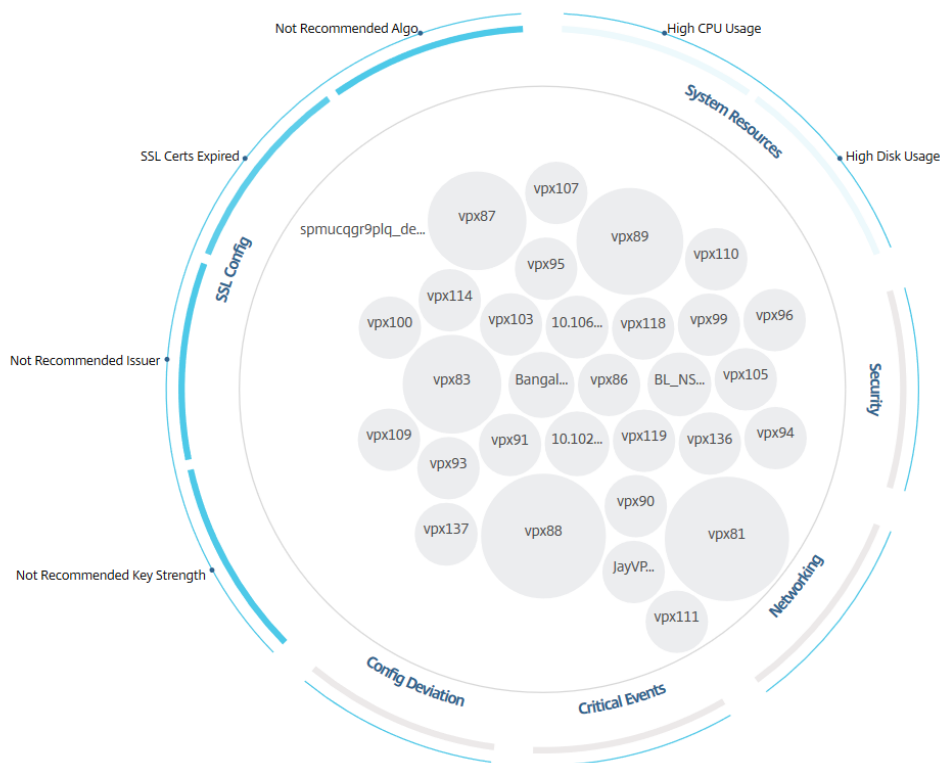 Not Recommended Algo
High CPU Usage
System Resources
SSL Certs Expired
High Disk Usage
vpx107
vpx87
spmucqgr9plq_de...
vpx89
vpx110
SSL Config
vpx95
vpx114
vpx100
vpx103
10.106...
vpx118
vpx99
vpx96
Not Recommended Issuer
vpx83
Bangal...
vpx86
BL_NS...
vpx105
Security
vpx109
vpx91
10.102...
vpx119
vpx136
vpx94
vpx93
vpx90
vpx137
vpx88
vpx81
JayVP...
Not Recommended Key Strength
Networking
vpx111
Config Deviation
Critical Events